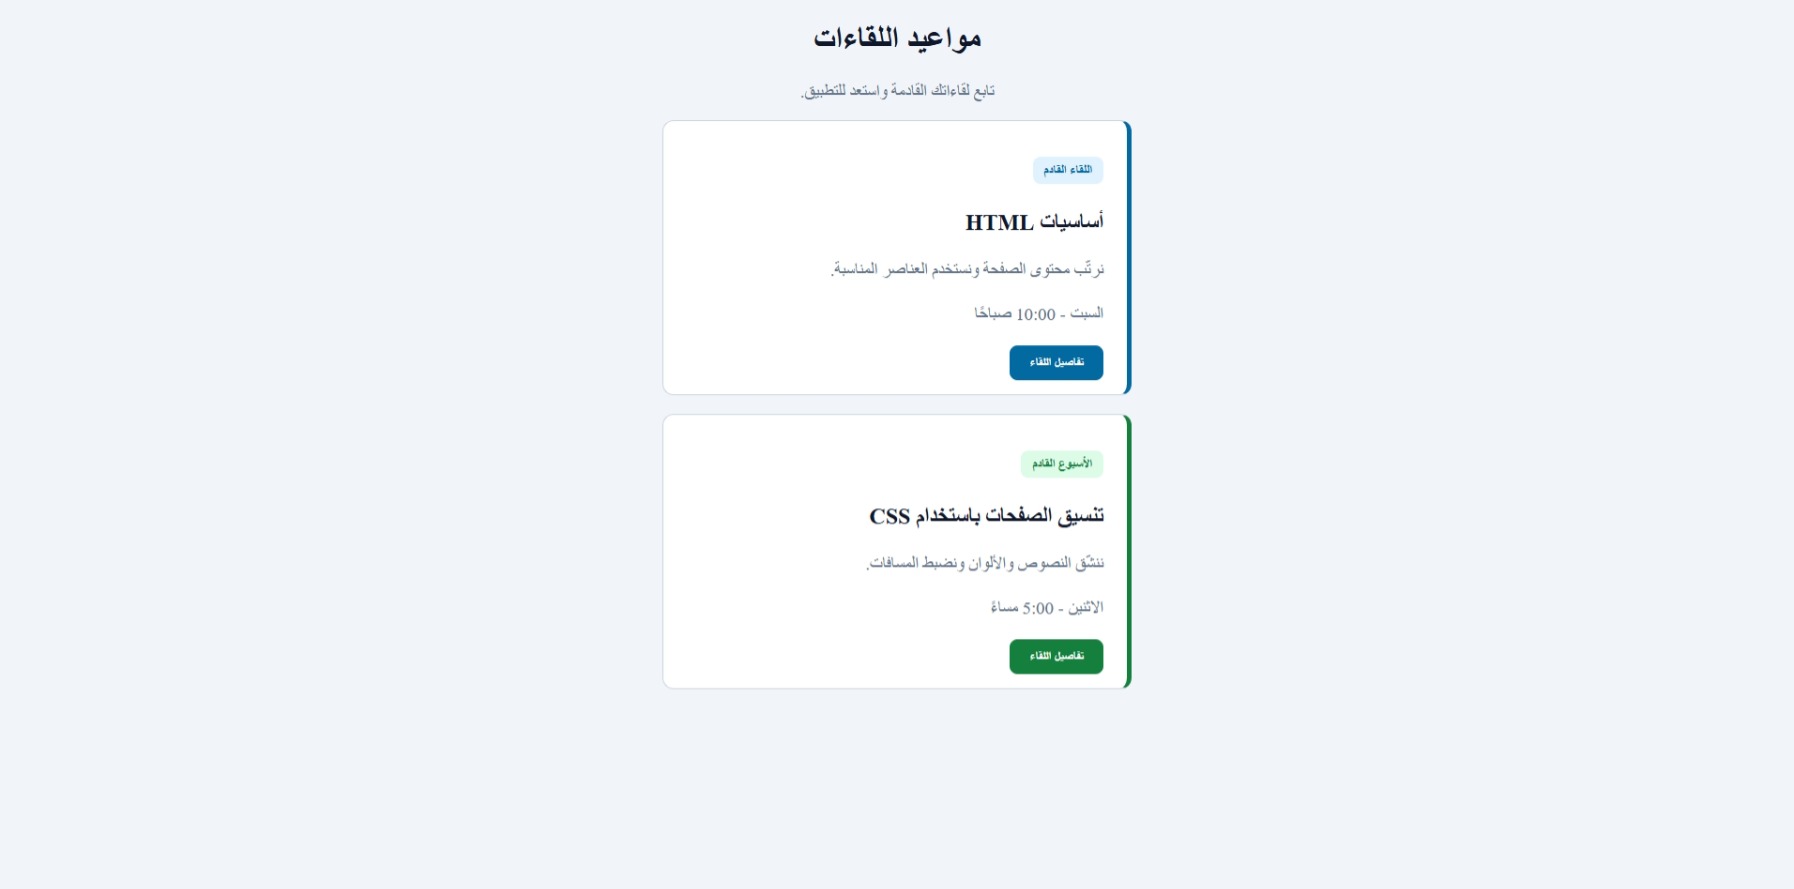 مواعيد اللقاءات
تابع لقاءاتك القادمة واستعد للتطبيق.
اللقاء القادم
أساسيات HTML
نرتّب محتوى الصفحة ونستخدم العناصر المناسبة.
السبت - 10:00 صباحًا
تفاصيل اللقاء
الأسبوع القادم
تنسيق الصفحات باستخدام CSS
ننسّق النصوص والألوان ونضبط المسافات.
الاثنين - 5:00 مساءً
تفاصيل اللقاء